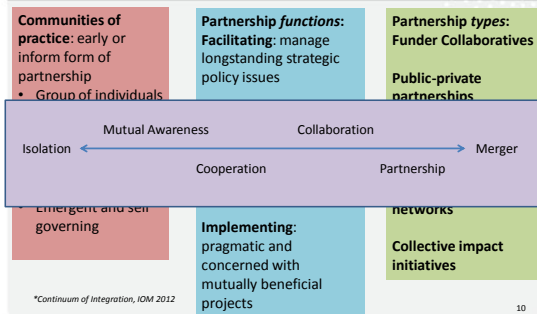 Communities of
practice: early or
inform form of
partnership
• Group of individuals
Emergent and self
governing
Partnership functions:
Facilitating: manage
longstanding strategic
policy issues
Implementing:
pragmatic and
concerned with
mutually beneficial
projects
Partnership types:
Funder Collaboratives
Public-private
partnerships
networks
Collective impact
initiatives
Mutual Awareness
Collaboration
Isolation
Merger
Cooperation
Partnership
*Continuum of Integration, IOM 2012
10